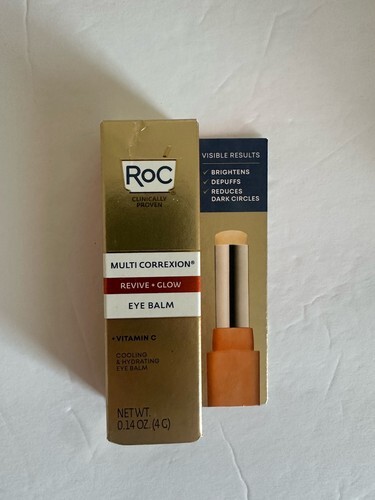 RoC
CLINICALLY
PROVEN
MULTI CORREXION®
REVIVE + GLOW
EYE BALM
+ VITAMIN C
COOLING
& HYDRATING
EYE BALM
NET WT.
0.14 OZ. (4 G)
VISIBLE RESULTS
✓ BRIGHTENS
✓ DEPUFFS
✓ REDUCES
DARK CIRCLES